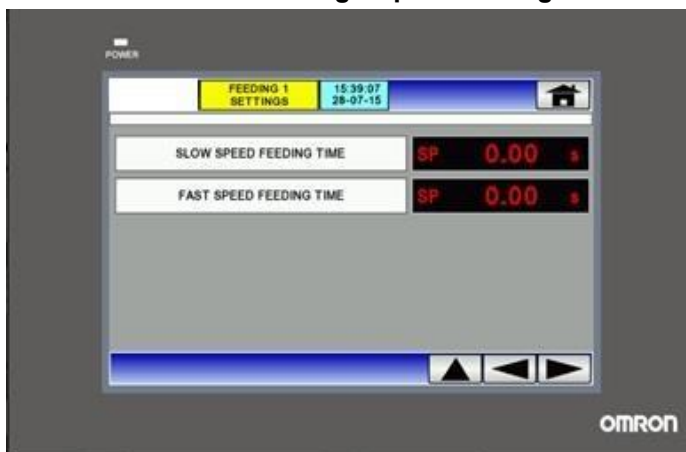 POWER
FEEDING 1
SETTINGS
15:39:07
28-07-15
SLOW SPEED FEEDING TIME
SP 0.00 s
FAST SPEED FEEDING TIME
SP 0.00 s
OMRON